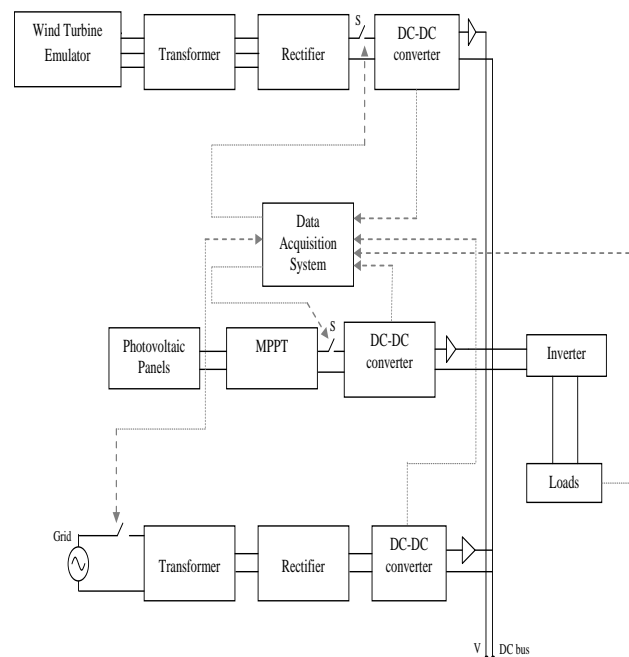 Wind Turbine
Emulator
Transformer
Rectifier
S
DC-DC
converter
Data
Acquisition
System
Photovoltaic
Panels
MPPT
S
DC-DC
converter
Inverter
Loads
Grid
Transformer
Rectifier
DC-DC
converter
V DC bus